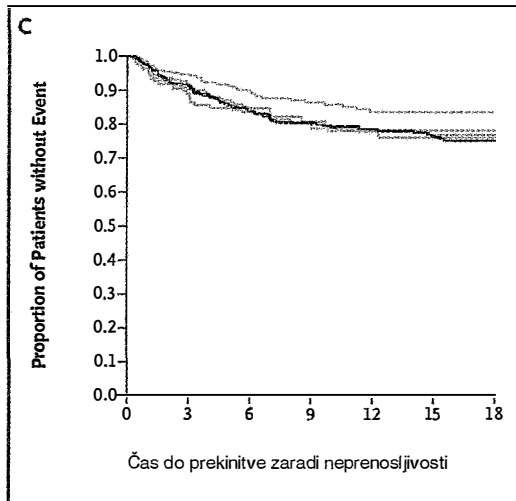 C
Proportion of Patients without Event
1.0
0.9
0.8
0.7
0.6
0.5
0.4
0.3
0.2
0.1
0.0
0 3 6 9 12 15 18
Čas do prekinitve zaradi neprenosljivosti